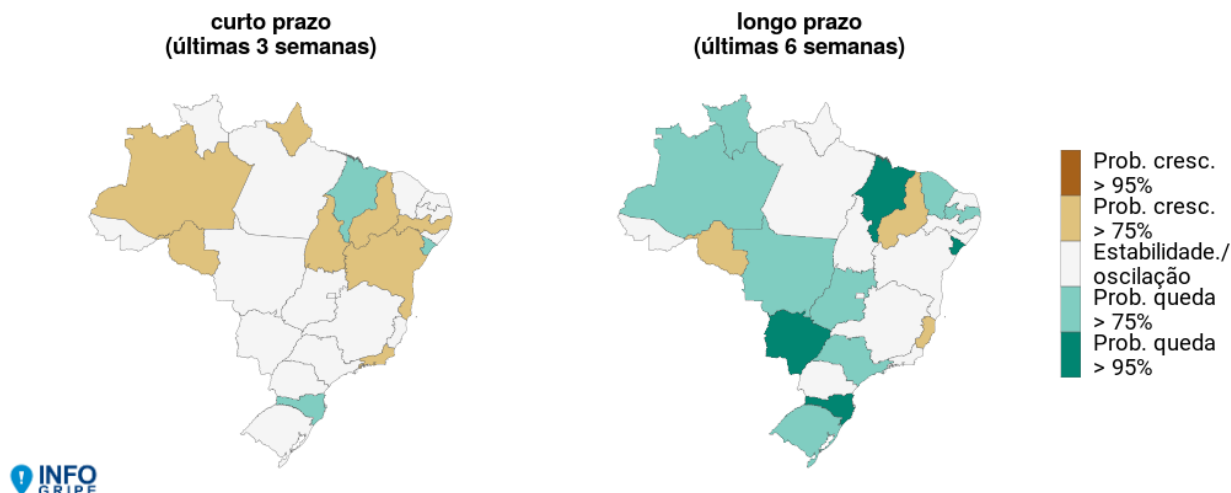 curto prazo
(últimas 3 semanas)
longo prazo
(últimas 6 semanas)
Prob. cresc.
> 95%
Prob. cresc.
> 75%
Estabilidade./
oscilação
Prob. queda
> 75%
Prob. queda
> 95%
INFO
GRIPE